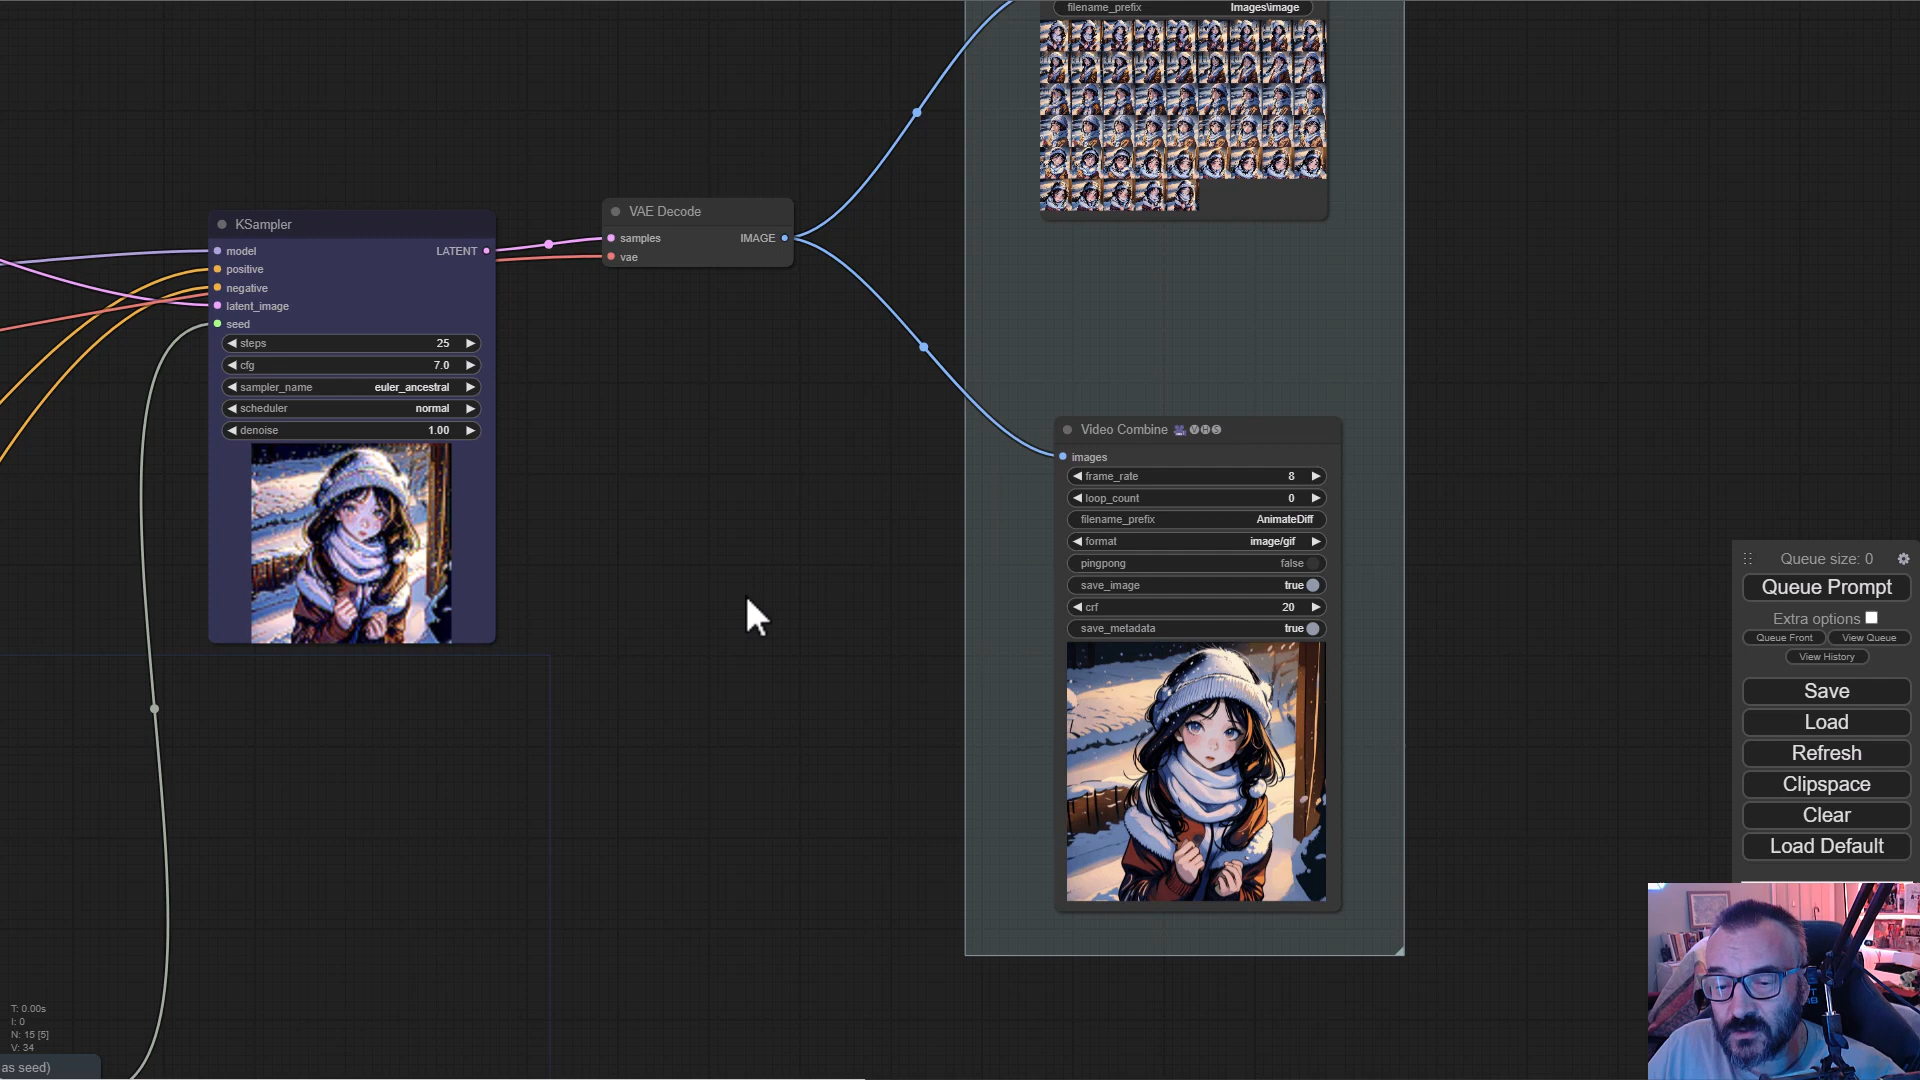 filename_prefix Images\image
KSampler
model LATENT
positive
negative
latent_image
seed
steps 25
cfg 7.0
sampler_name euler_ancestral
scheduler normal
denoise 1.00
VAE Decode
samples IMAGE
vae
Video Combine VHS
images
frame_rate 8
loop_count 0
filename_prefix AnimateDiff
format image/gif
pingpong false
save_image true
crf 20
save_metadata true
Queue size: 0
Queue Prompt
Extra options
Queue Front View Queue
View History
Save
Load
Refresh
Clipspace
Clear
Load Default
T: 0.00s
I: 0
N: 15 [5]
V: 34
as seed)